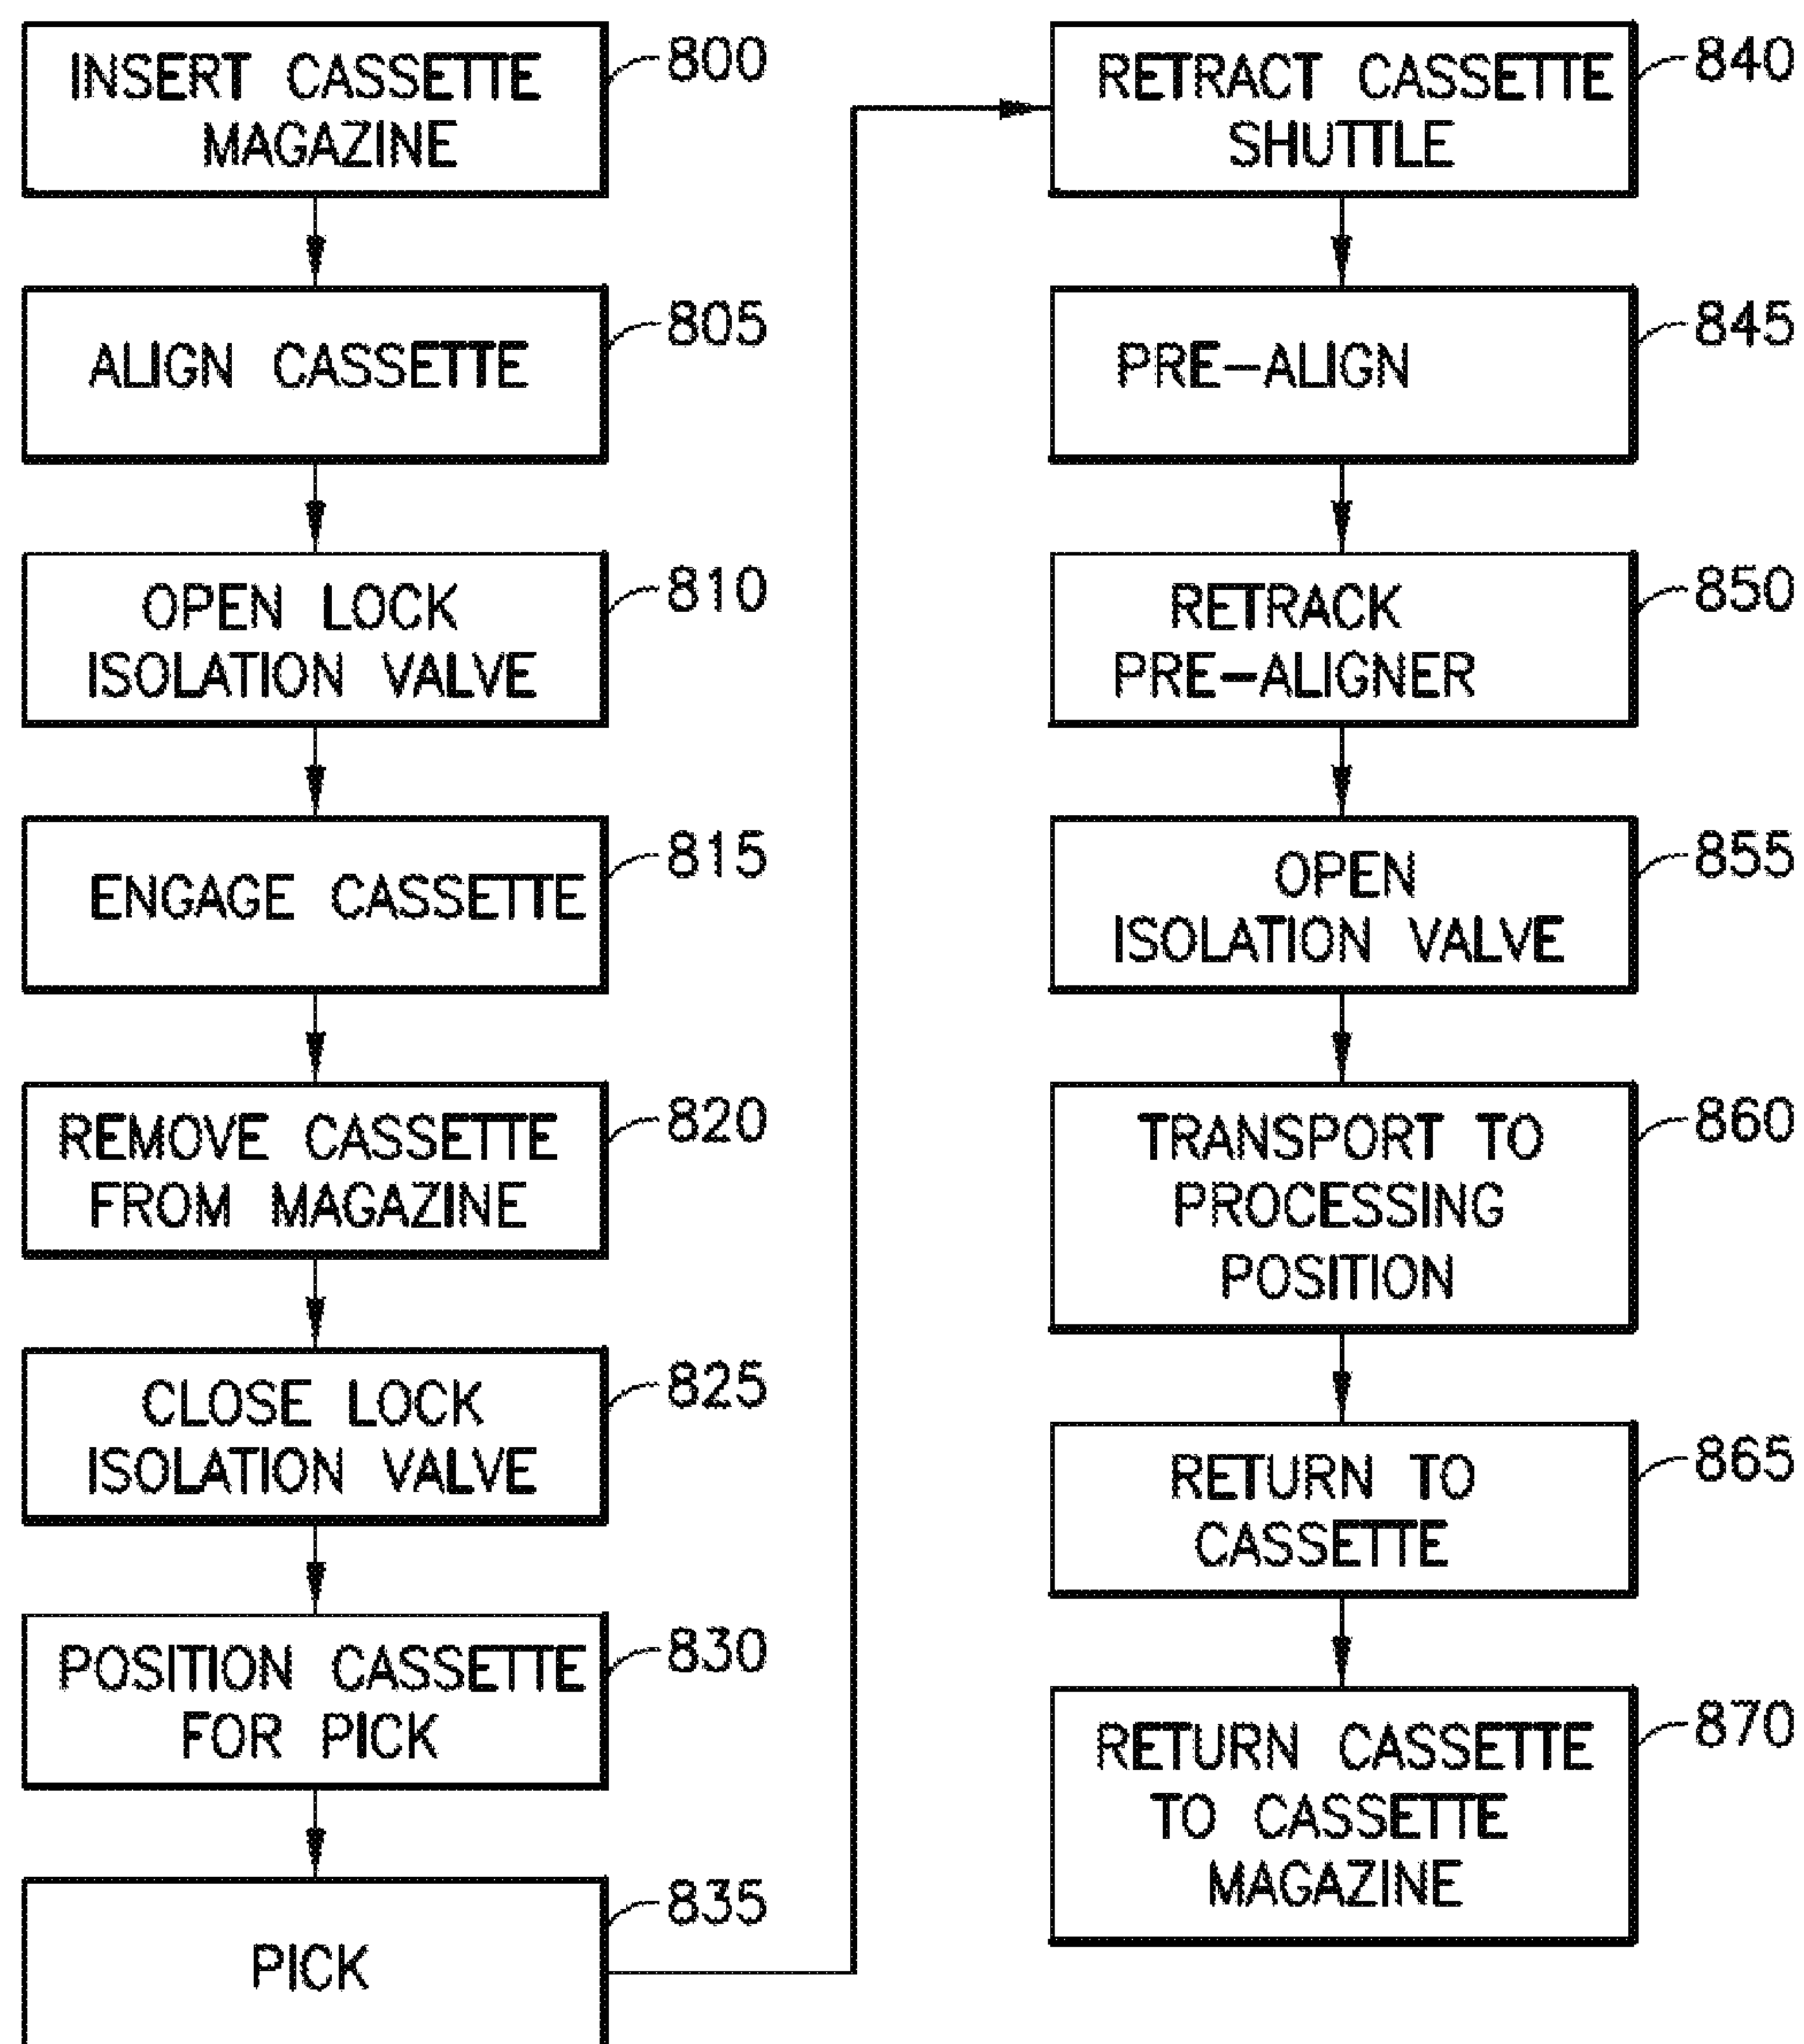 INSERT CASSETTE
MAGAZINE
800
ALIGN CASSETTE
805
OPEN LOCK
ISOLATION VALVE
810
ENGAGE CASSETTE
815
REMOVE CASSETTE
FROM MAGAZINE
820
CLOSE LOCK
ISOLATION VALVE
825
POSITION CASSETTE
FOR PICK
830
PICK
835
RETRACT CASSETTE
SHUTTLE
840
PRE-ALIGN
845
RETRACK
PRE-ALIGNER
850
OPEN
ISOLATION VALVE
855
TRANSPORT TO
PROCESSING
POSITION
860
RETURN TO
CASSETTE
865
RETURN CASSETTE
TO CASSETTE
MAGAZINE
870